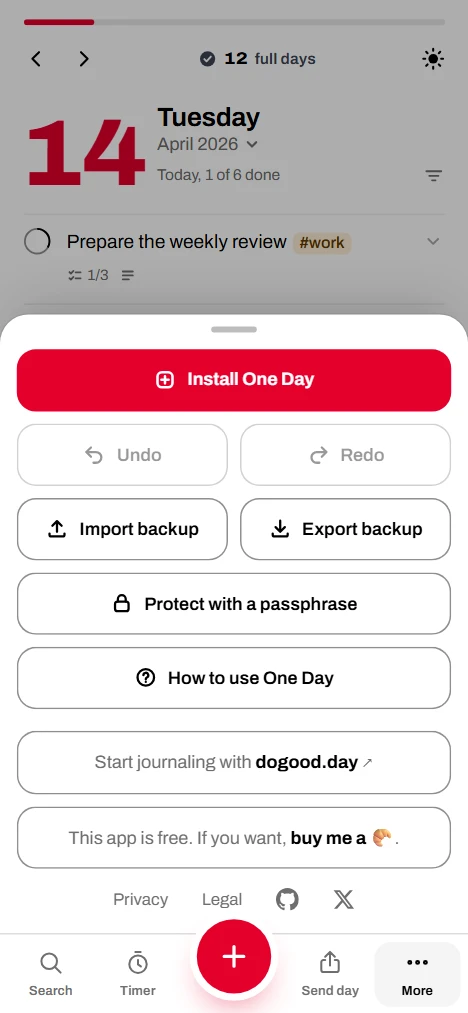 12 full days
14
Tuesday
April 2026
Today, 1 of 6 done
Prepare the weekly review #work
1/3
Install One Day
Undo
Redo
Import backup
Export backup
Protect with a passphrase
How to use One Day
Start journaling with dogood.day ↗
This app is free. If you want, buy me a 🥐.
Privacy
Legal
Search
Timer
Send day
More